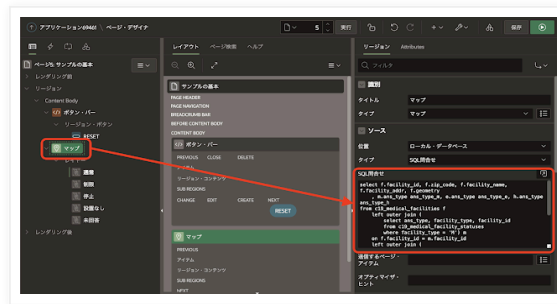 アプリケーション6946\ ページ・デザイナ
5
実行
保存
ページ5: サンプルの基本
レンダリング前
リージョン
Content Body
ボタン・バー
リージョン・ボタン
RESET
マップ
レイヤー
通常
制限
停止
設置なし
未回答
レンダリング後
レイアウト ページ検索 ヘルプ
サンプルの基本
PAGE HEADER
PAGE NAVIGATION
BREADCRUMB BAR
BEFORE CONTENT BODY
CONTENT BODY
ボタン・バー
PREVIOUS CLOSE DELETE
アイテム
リージョン・コンテンツ
SUB REGIONS
CHANGE EDIT CREATE NEXT
RESET
マップ
PREVIOUS
アイテム
リージョン・コンテンツ
SUB REGIONS
NEXT
リージョン Attributes
フィルタ
識別
タイトル マップ
タイプ マップ
ソース
位置 ローカル・データベース
タイプ SQL問合せ
SQL問合せ
select f.facility_id, f.zip_code, f.facility_name,
f.facility_addr, f.geometry
, m.ans_type ans_type_m, e.ans_type ans_type_e, h.ans_type
ans_type_h
from c19_medical_facilities f
left outer join (
select ans_type, facility_type, facility_id
from c19_medical_facility_statuses
where facility_type = 'M') m
on f.facility_id = m.facility_id
left outer join (
送信するページ・
アイテム
オプティマイザ・
ヒント